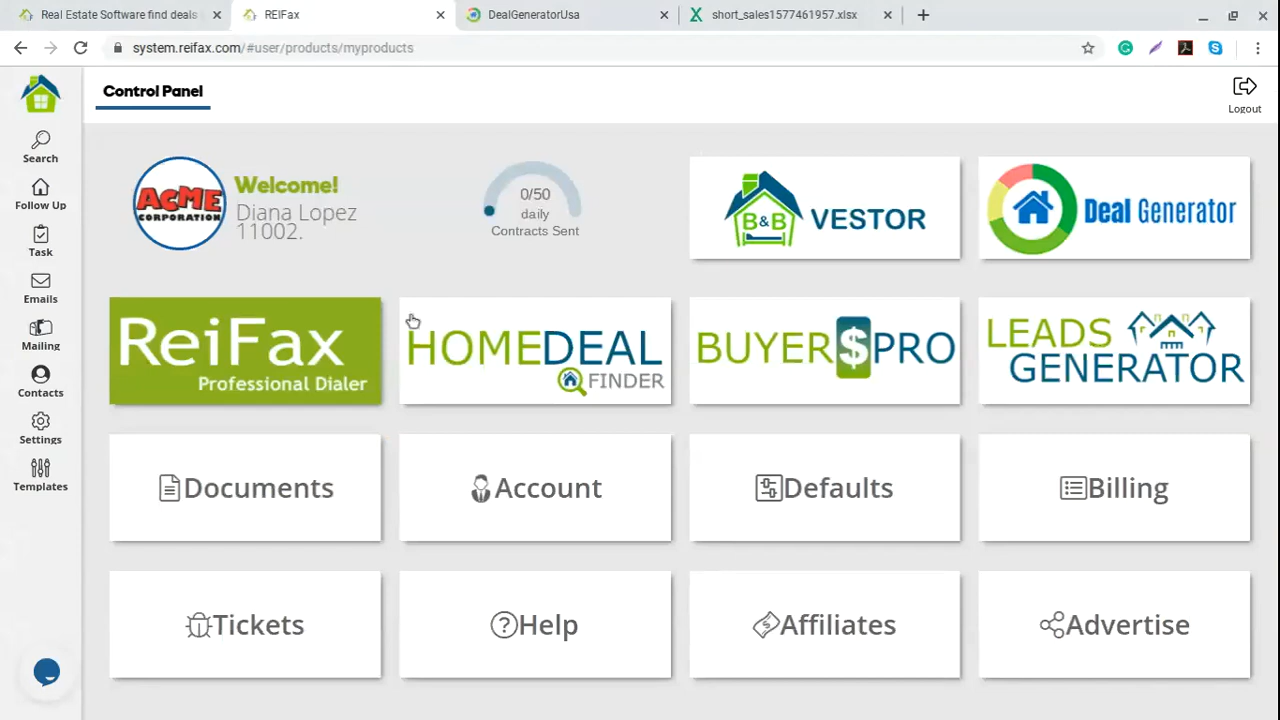 Real Estate Software find deals
REIFax
DealGeneratorUsa
short_sales1577461957.xlsx
system.reifax.com/#user/products/myproducts
Control Panel
Logout
Search
Follow Up
Task
Emails
Mailing
Contacts
Settings
Templates
ACME
CORPORATION
Welcome!
Diana Lopez
11002.
0/50
daily
Contracts Sent
B&B VESTOR
Deal Generator
ReiFax
Professional Dialer
HOMEDEAL
FINDER
BUYER$PRO
LEADS
GENERATOR
Documents
Account
Defaults
Billing
Tickets
Help
Affiliates
Advertise